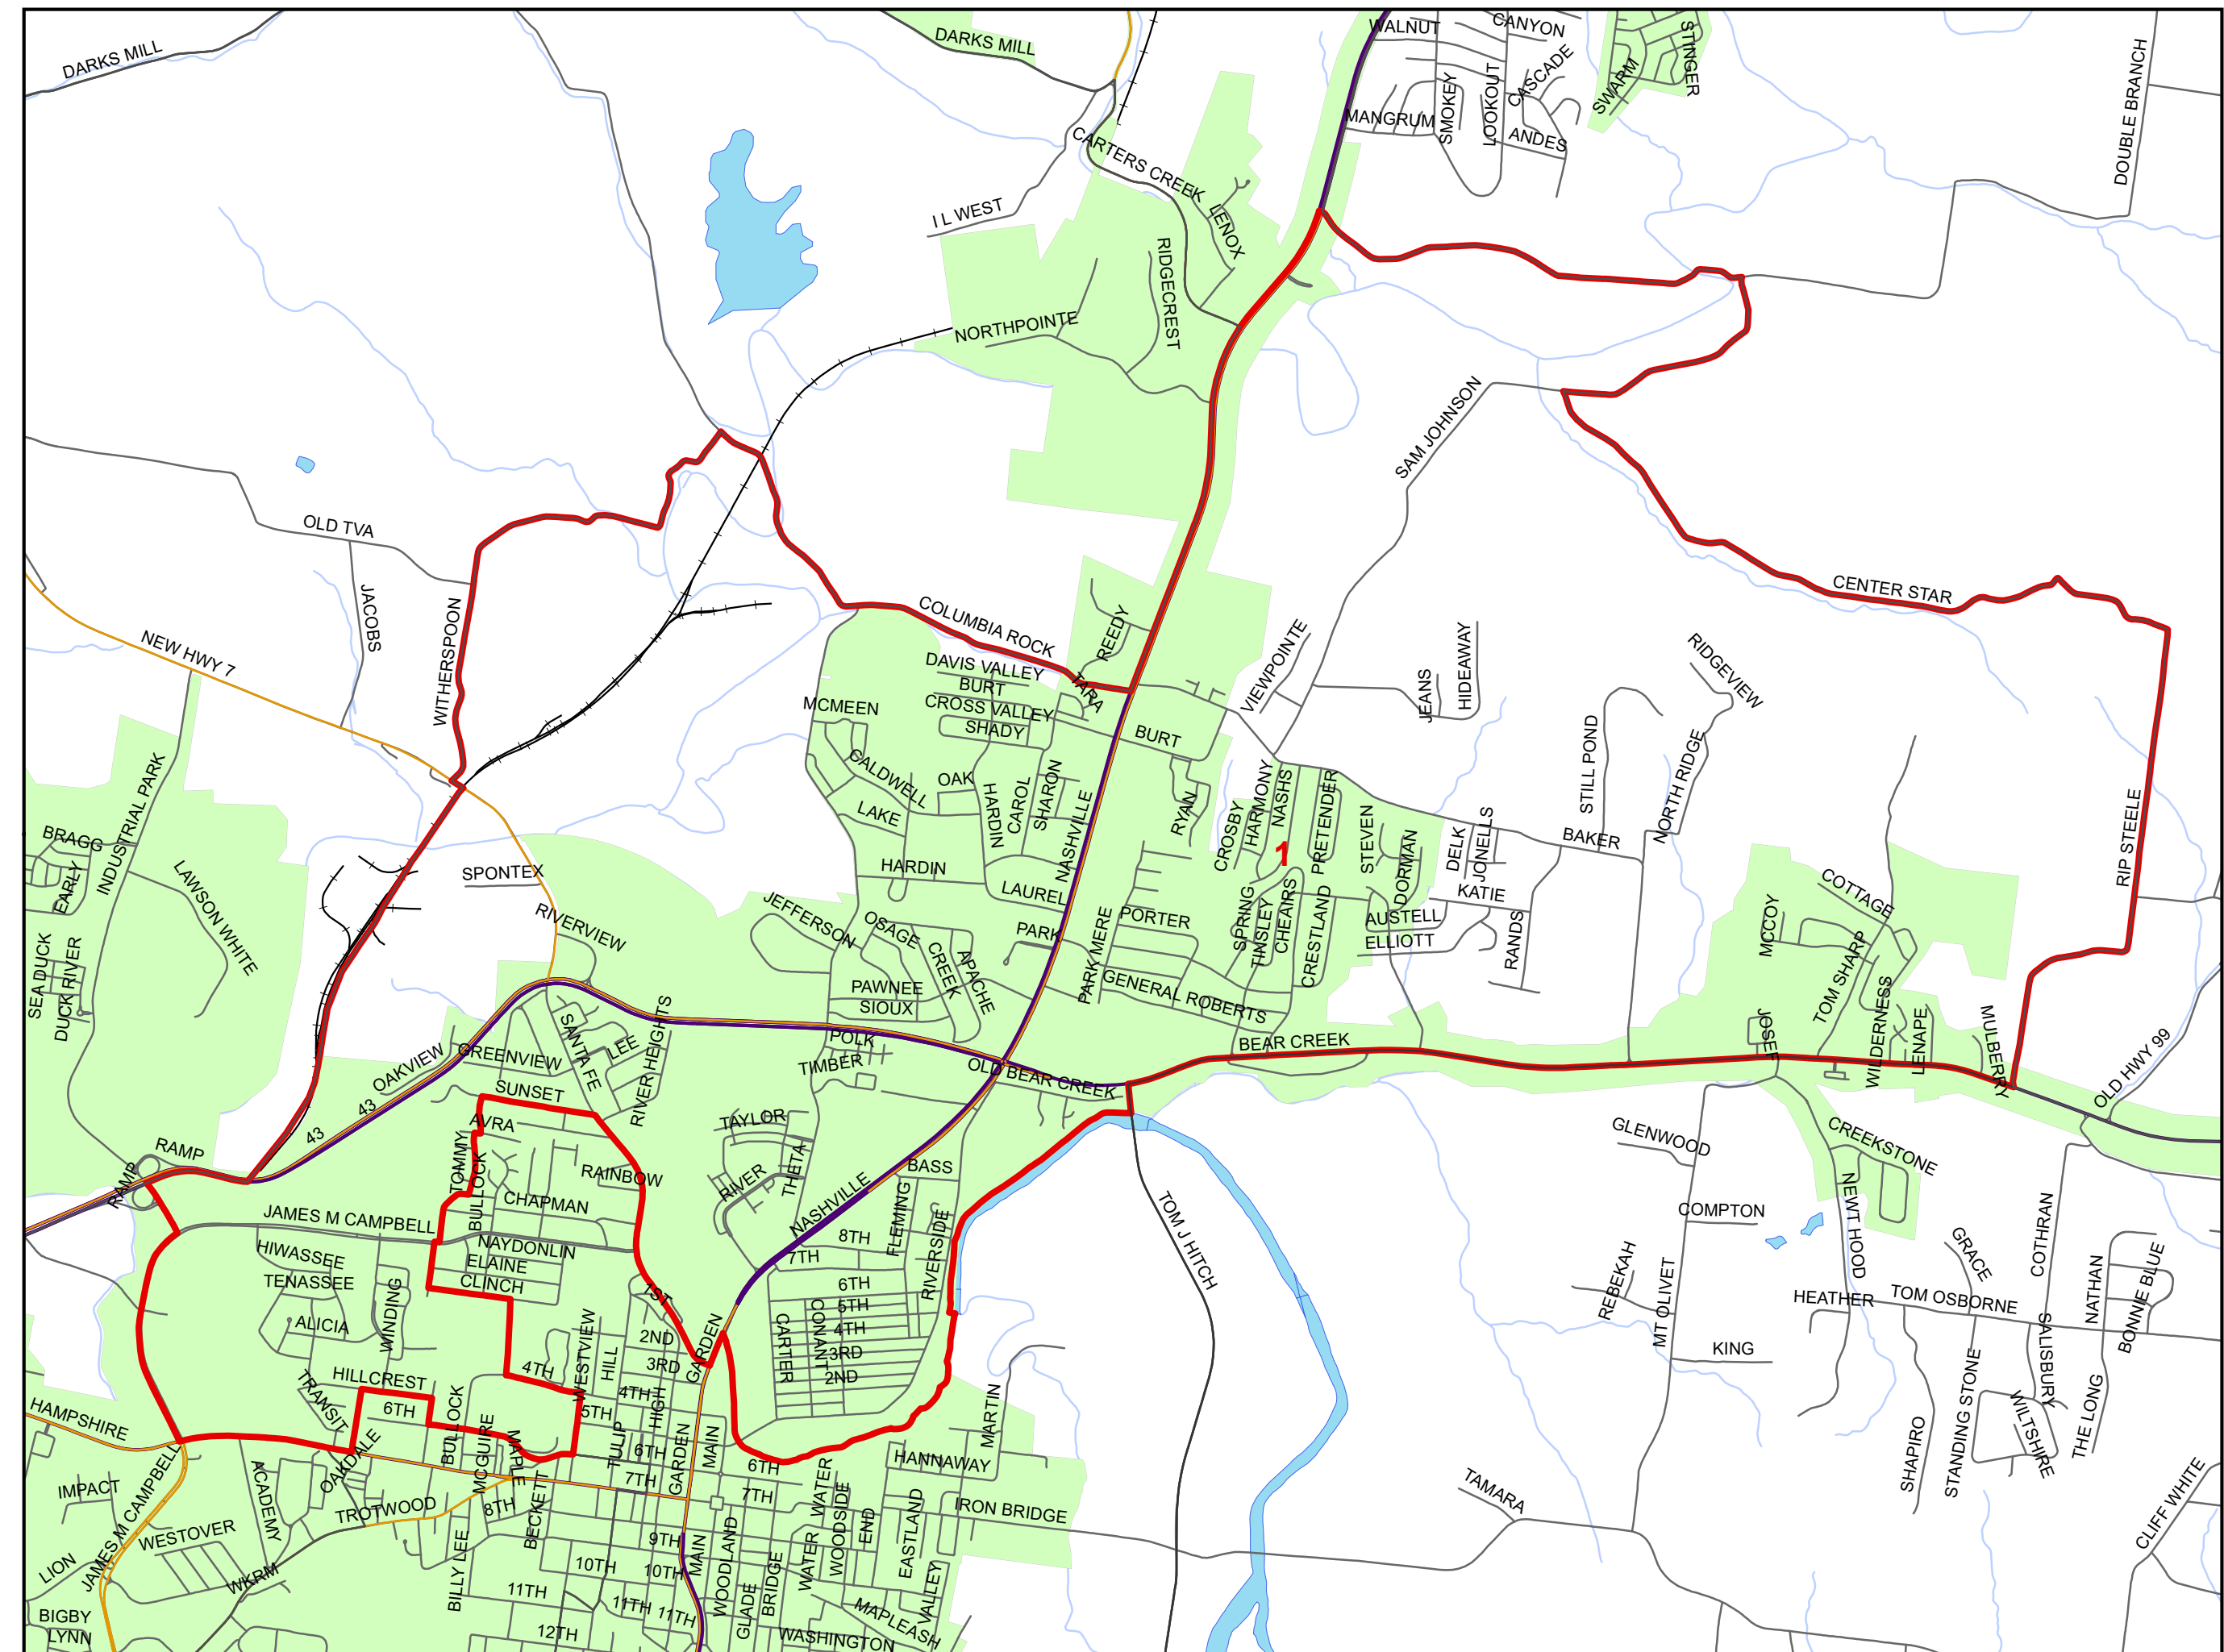 DARKS MILL
DARKS MILL
WALNUT
CANYON
STINGER
SWARM
CASCADE
LOOKOUT
SMOKEY
MANGRUM
ANDES
DOUBLE BRANCH
CARTERS CREEK
I L WEST
LENOX
RIDGECREST
NORTHPOINTE
SAM JOHNSON
OLD TVA
JACOBS
WITHERSPOON
NEW HWY 7
COLUMBIA ROCK
REEDY
CENTER STAR
DAVIS VALLEY
BURT
TARA
CROSS VALLEY
SHADY
MCMEEN
BURT
VIEWPOINTE
JEANS
HIDEAWAY
RIDGEVIEW
STILL POND
NORTH RIDGE
RIP STEELE
INDUSTRIAL PARK
CALDWELL
OAK
LAKE
HARDIN
CAROL
SHARON
NASHVILLE
RYAN
CROSBY
HARMONY
NASHS
PRETENDER
1
STEVEN
DORMAN
DELK
JONELLS
BAKER
BRAGG
EARLY
LAWSON WHITE
SPONTEX
HARDIN
LAUREL
KATIE
COTTAGE
MCCOY
RIVERVIEW
JEFFERSON
OSAGE
CREEK
APACHE
PARK
PARK MERE
PORTER
SPRING
TINSLEY
CHEAIRS
CRESTLAND
AUSTELL
ELLIOTT
RANDS
TOM SHARP
SEA DUCK
DUCK RIVER
PAWNEE
SIOUX
GENERAL ROBERTS
WILDERNESS
LENAPE
MULBERRY
JOSEF
OLD HWY 99
SANTA FE
LEE
RIVER HEIGHTS
GREENVIEW
OAKVIEW
43
43
POLK
TIMBER
OLD BEAR CREEK
BEAR CREEK
SUNSET
AVRA
TOMMY
BULLOCK
TAYLOR
THETA
RIVER
RAINBOW
CHAPMAN
RAMP
RAMP
BASS
FLEMING
NASHVILLE
RIVERSIDE
TOM J HITCH
GLENWOOD
CREEKSTONE
NEWT HOOD
COMPTON
COTHRAN
GRACE
JAMES M CAMPBELL
HIWASSEE
TENASSEE
ALICIA
WINDING
NAYDONLIN
ELAINE
CLINCH
8TH
7TH
6TH
5TH
4TH
3RD
2ND
CONANT
CARTER
1ST
2ND
3RD
4TH
GARDEN
HIGH
HILL
WESTVIEW
4TH
5TH
TULIP
6TH
7TH
GARDEN
MAIN
REBEKAH
MT OLIVET
KING
HEATHER
TOM OSBORNE
NATHAN
BONNIE BLUE
SALISBURY
STANDING STONE
SHAPIRO
WILTSHIRE
THE LONG
CLIFF WHITE
TAMARA
HILLCREST
TRANSIT
6TH
OAKDALE
BULLOCK
MCGUIRE
MAPLE
HAMPSHIRE
IMPACT
JAMES M CAMPBELL
ACADEMY
TROTWOOD
8TH
BECKETT
BILLY LEE
WESTOVER
LION
WKRM
BIGBY
LYNN
6TH
7TH
WATER
WATER
WOODSIDE
END
EASTLAND
HANNAWAY
MARTIN
IRON BRIDGE
9TH
10TH
10TH
MAIN
WOODLAND
GLADE
BRIDGE
VALLEY
MAPLEASH
WASHINGTON
11TH
11TH
11TH
12TH